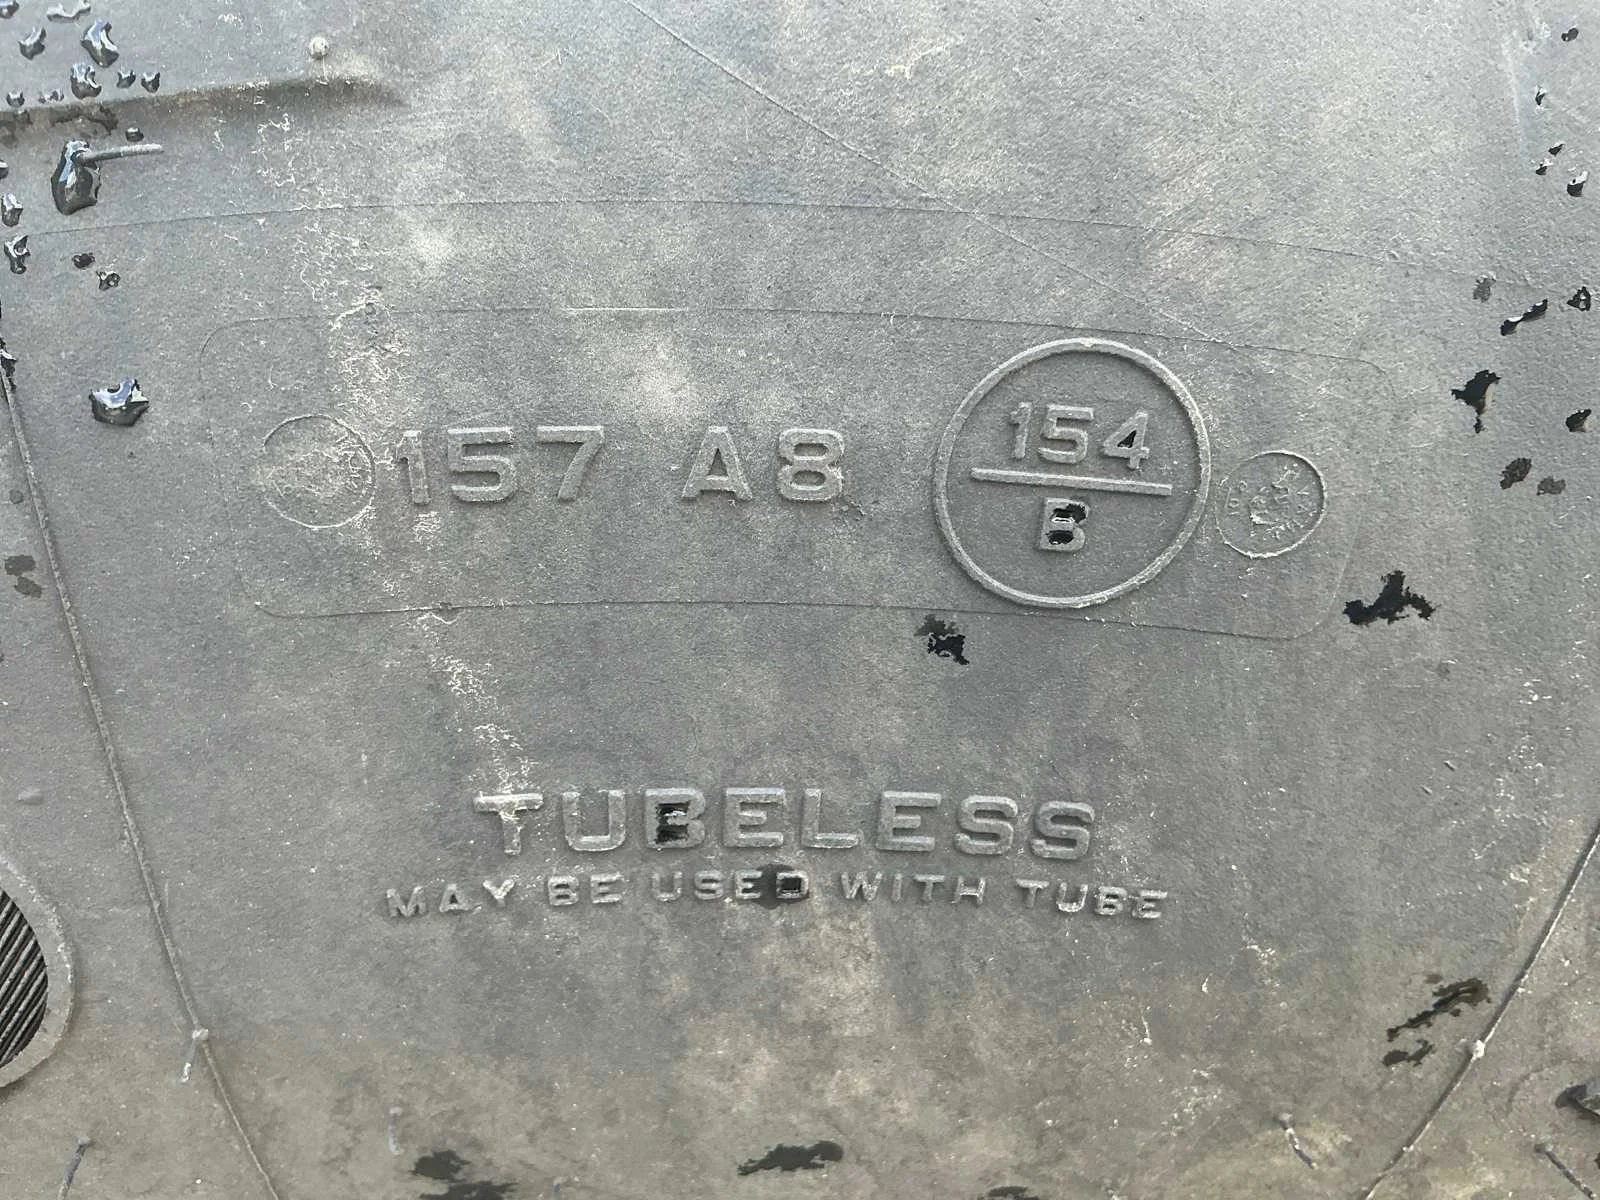 157 A8
154
B
TUBELESS
MAY BE USED WITH TUBE